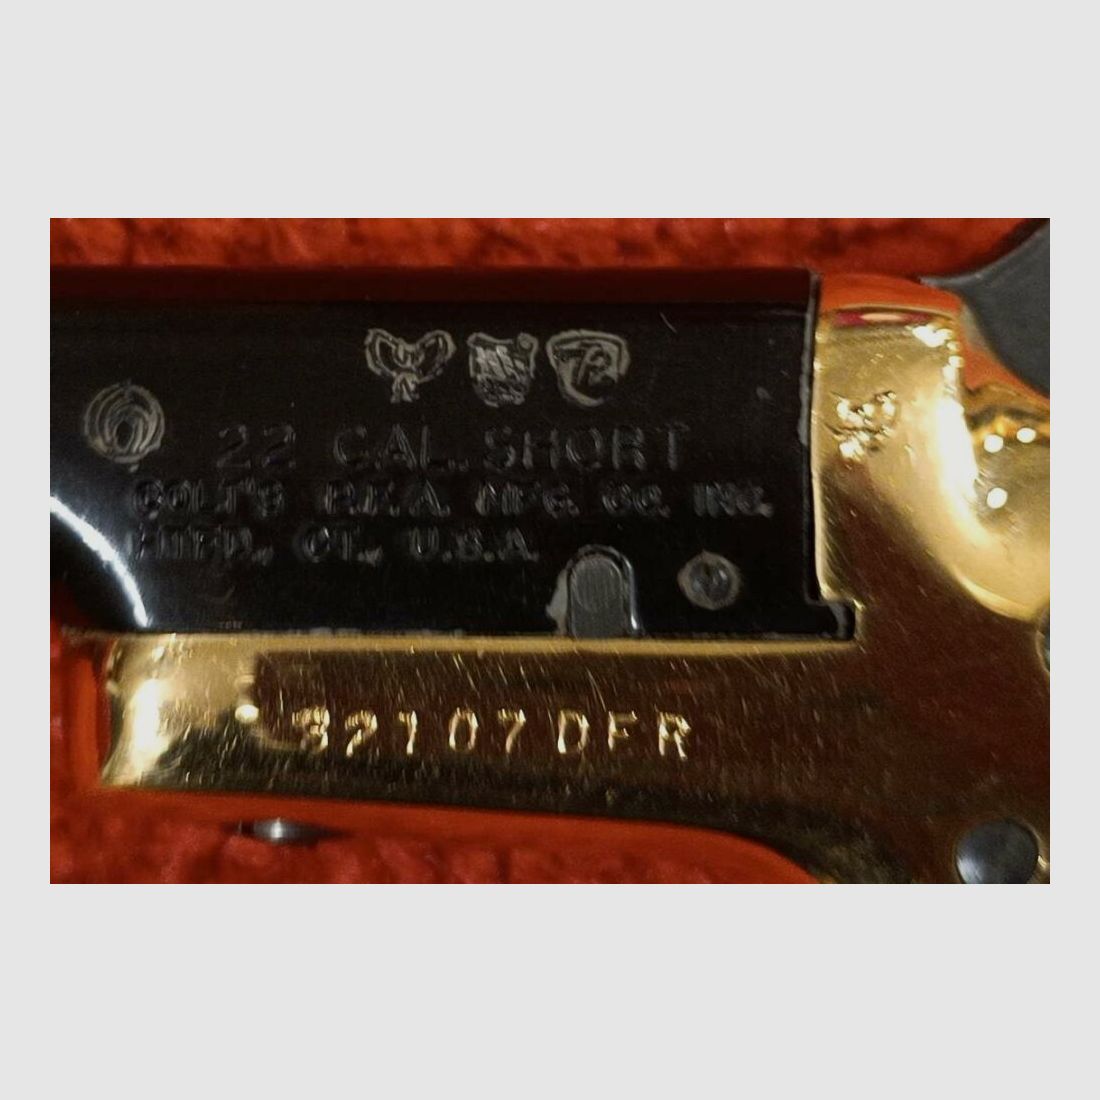 22 CAL. SHORT
COLT'S P.T.F.A. MFG. CO. INC.
HTFD., CT., U.S.A.
32107DER